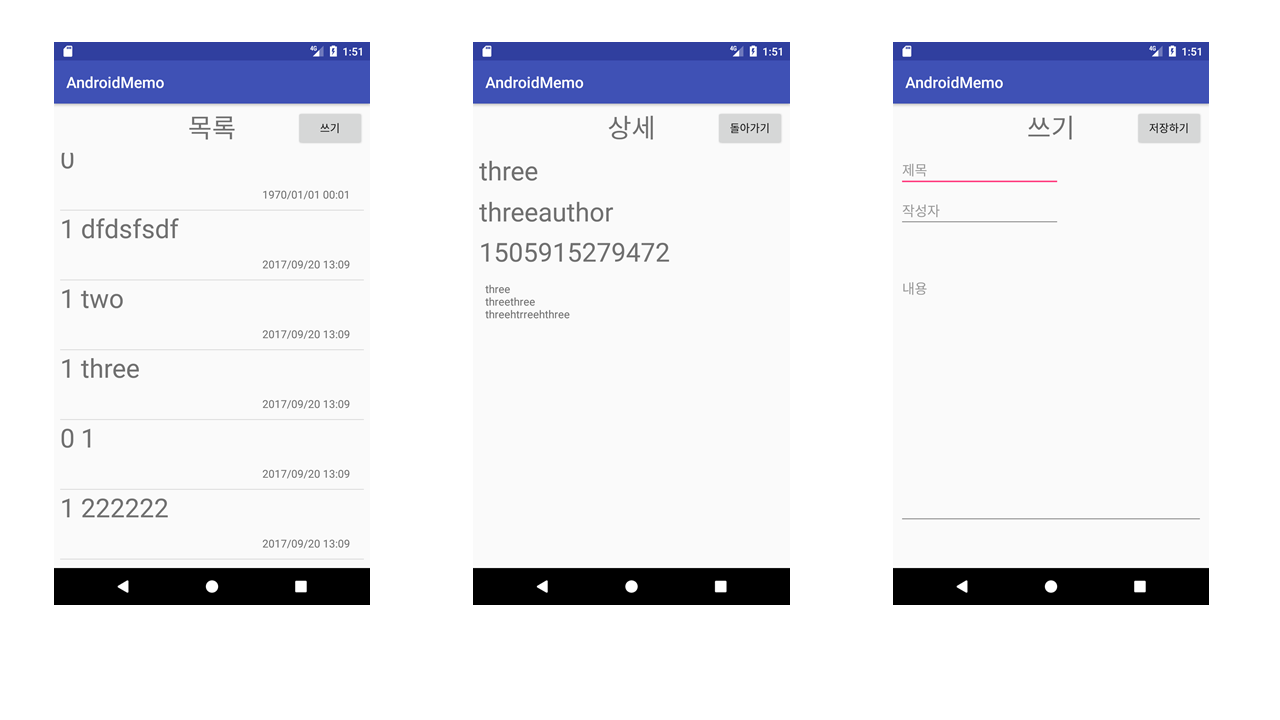 4G 1:51
AndroidMemo
목록 쓰기
0
1970/01/01 00:01
1 dfdsfsdf
2017/09/20 13:09
1 two
2017/09/20 13:09
1 three
2017/09/20 13:09
0 1
2017/09/20 13:09
1 222222
2017/09/20 13:09
4G 1:51
AndroidMemo
상세 돌아가기
three
threeauthor
1505915279472
three
threethree
threehtrreehthree
4G 1:51
AndroidMemo
쓰기 저장하기
제목
작성자
내용